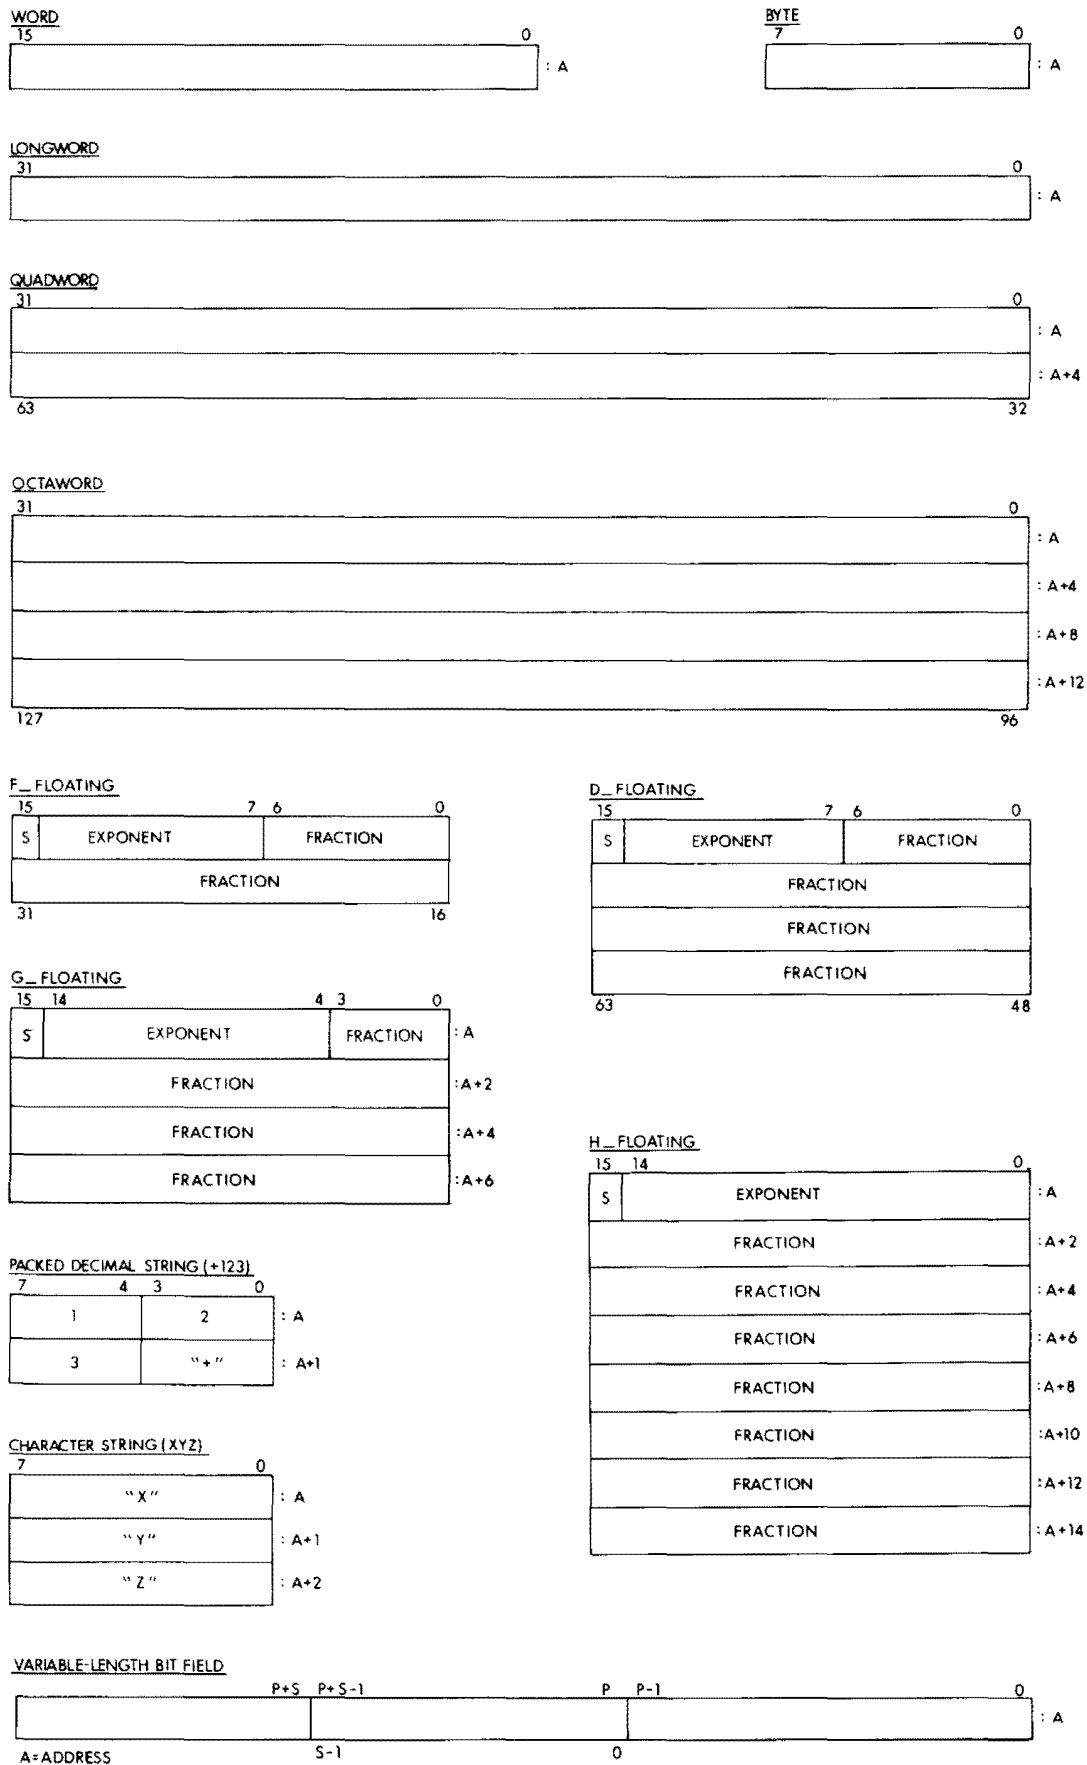 WORD
15 0
: A
BYTE
7 0
: A
LONGWORD
31 0
: A
QUADWORD
31 0
: A
: A+4
63 32
OCTAWORD
31 0
: A
: A+4
: A+8
: A+12
127 96
F_FLOATING
15 7 6 0
S EXPONENT FRACTION
FRACTION
31 16
D_FLOATING
15 7 6 0
S EXPONENT FRACTION
FRACTION
FRACTION
FRACTION
63 48
G_FLOATING
15 14 4 3 0
S EXPONENT FRACTION :A
FRACTION :A+2
FRACTION :A+4
FRACTION :A+6
H_FLOATING
15 14 0
S EXPONENT :A
FRACTION :A+2
FRACTION :A+4
FRACTION :A+6
FRACTION :A+8
FRACTION :A+10
FRACTION :A+12
FRACTION :A+14
PACKED DECIMAL STRING (+123)
7 4 3 0
1 2 : A
3 "+" : A+1
CHARACTER STRING (XYZ)
7 0
"X" : A
"Y" : A+1
"Z" : A+2
VARIABLE-LENGTH BIT FIELD
P+S P+S-1 P P-1 0
: A
S-1 0
A=ADDRESS